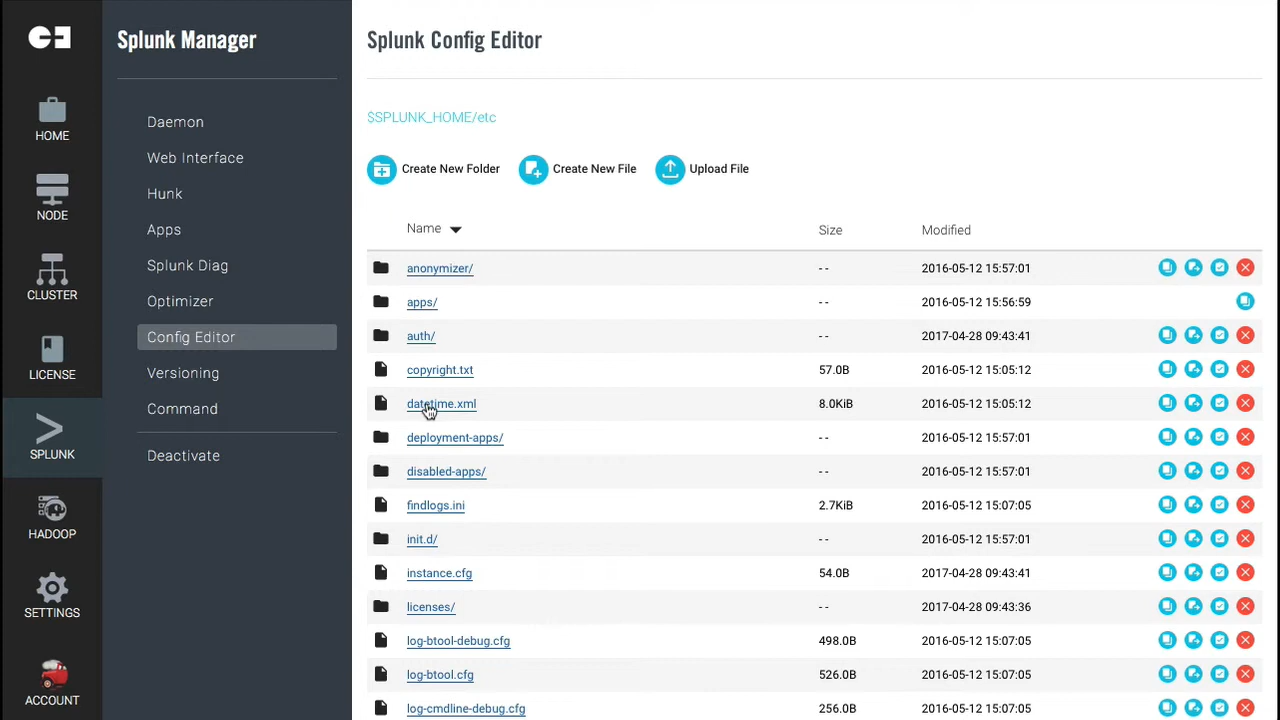 Splunk Manager
Splunk Config Editor
$SPLUNK_HOME/etc
HOME
NODE
CLUSTER
LICENSE
SPLUNK
HADOOP
SETTINGS
ACCOUNT
Daemon
Web Interface
Hunk
Apps
Splunk Diag
Optimizer
Config Editor
Versioning
Command
Deactivate
Create New Folder Create New File Upload File
Name Size Modified
anonymizer/ -- 2016-05-12 15:57:01
apps/ -- 2016-05-12 15:56:59
auth/ -- 2017-04-28 09:43:41
copyright.txt 57.0B 2016-05-12 15:05:12
datetime.xml 8.0KiB 2016-05-12 15:05:12
deployment-apps/ -- 2016-05-12 15:57:01
disabled-apps/ -- 2016-05-12 15:57:01
findlogs.ini 2.7KiB 2016-05-12 15:07:05
init.d/ -- 2016-05-12 15:57:01
instance.cfg 54.0B 2017-04-28 09:43:41
licenses/ -- 2017-04-28 09:43:36
log-btool-debug.cfg 498.0B 2016-05-12 15:07:05
log-btool.cfg 526.0B 2016-05-12 15:07:05
log-cmdline-debug.cfg 256.0B 2016-05-12 15:07:05